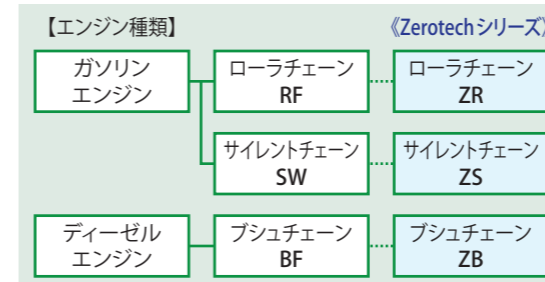 【エンジン種類】 《Zerotechシリーズ》
ガソリン
エンジン
ローラチェーン
RF
ローラチェーン
ZR
サイレントチェーン
SW
サイレントチェーン
ZS
ディーゼル
エンジン
ブシュチェーン
BF
ブシュチェーン
ZB